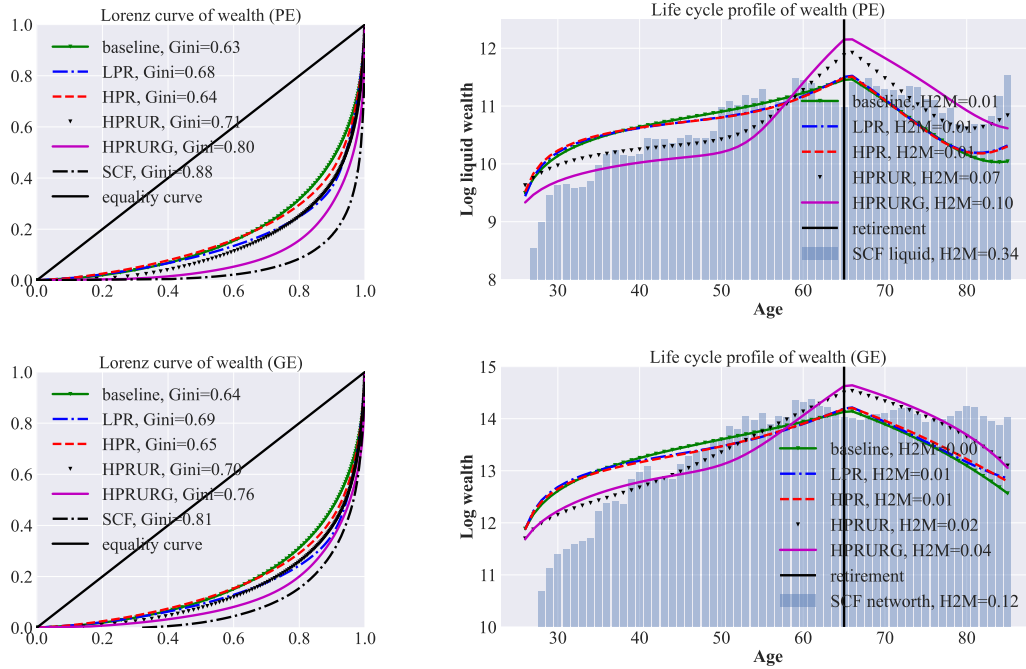 Lorenz curve of wealth (PE)
1.0
0.8
0.6
0.4
0.2
0.0
baseline, Gini=0.63
LPR, Gini=0.68
HPR, Gini=0.64
HPRUR, Gini=0.71
HPRURG, Gini=0.80
SCF, Gini=0.88
equality curve
0.0 0.2 0.4 0.6 0.8 1.0
Life cycle profile of wealth (PE)
Log liquid wealth
12
11
10
9
8
baseline, H2M=0.01
LPR, H2M=0.01
HPR, H2M=0.01
HPRUR, H2M=0.07
HPRURG, H2M=0.10
retirement
SCF liquid, H2M=0.34
30 40 50 60 70 80
Age
Lorenz curve of wealth (GE)
1.0
0.8
0.6
0.4
0.2
0.0
baseline, Gini=0.64
LPR, Gini=0.69
HPR, Gini=0.65
HPRUR, Gini=0.70
HPRURG, Gini=0.76
SCF, Gini=0.81
equality curve
0.0 0.2 0.4 0.6 0.8 1.0
Life cycle profile of wealth (GE)
Log wealth
15
14
13
12
11
10
baseline, H2M=0.00
LPR, H2M=0.01
HPR, H2M=0.01
HPRUR, H2M=0.02
HPRURG, H2M=0.04
retirement
SCF networth, H2M=0.12
30 40 50 60 70 80
Age